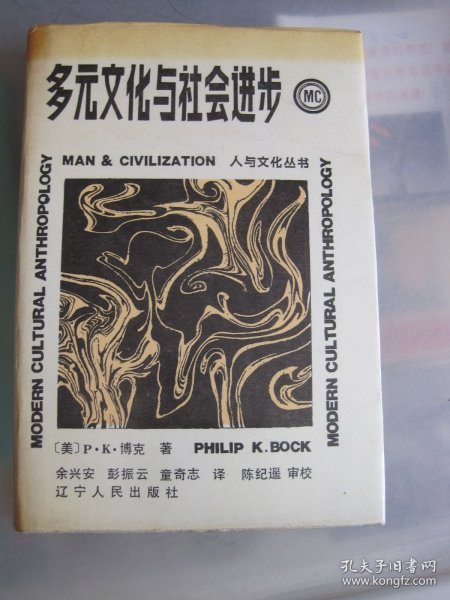 多元文化与社会进步
MC
MAN & CIVILIZATION 人与文化丛书
MODERN CULTURAL ANTHROPOLOGY
MODERN CULTURAL ANTHROPOLOGY
〔美〕P·K·博克 著 PHILIP K. BOCK
余兴安 彭振云 童奇志 译 陈纪遥 审校
辽宁人民出版社
孔夫子旧书网
www.kongfz.com